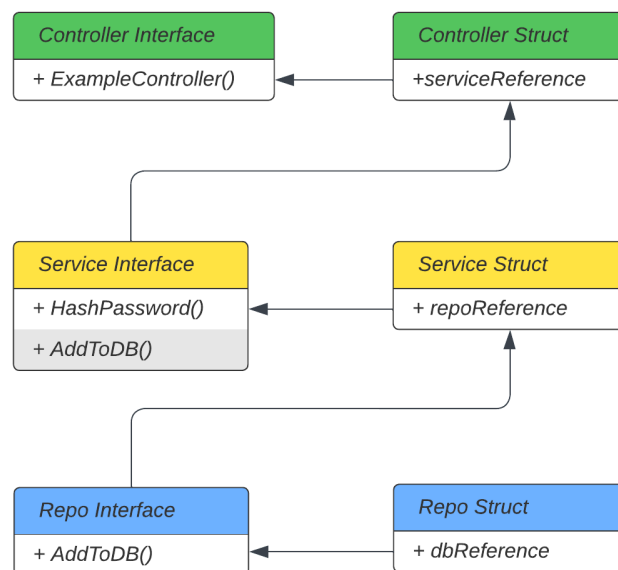 Controller Interface
+ ExampleController()
Controller Struct
+serviceReference
Service Interface
+ HashPassword()
+ AddToDB()
Service Struct
+ repoReference
Repo Interface
+ AddToDB()
Repo Struct
+ dbReference